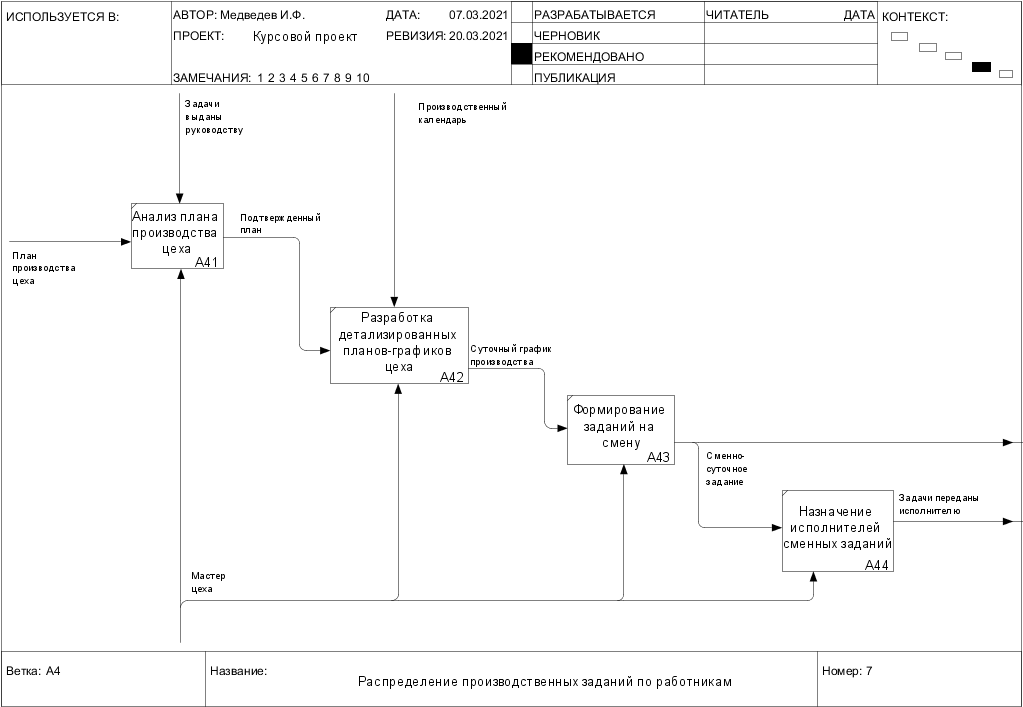 ИСПОЛЬЗУЕТСЯ В:
АВТОР: Медведев И.Ф.
ДАТА: 07.03.2021
ПРОЕКТ: Курсовой проект
РЕВИЗИЯ: 20.03.2021
ЗАМЕЧАНИЯ: 1 2 3 4 5 6 7 8 9 10
РАЗРАБАТЫВАЕТСЯ
ЧЕРНОВИК
РЕКОМЕНДОВАНО
ПУБЛИКАЦИЯ
ЧИТАТЕЛЬ
ДАТА
КОНТЕКСТ:
Задачи
выданы
руководству
Производственный
календарь
План
производства
цеха
Анализ плана
производства
цеха
A41
Подтвержденный
план
Разработка
детализированных
планов-графиков
цеха
A42
Суточный график
производства
Формирование
заданий на
смену
A43
Сменно-
суточное
задание
Назначение
исполнителей
сменных заданий
A44
Задачи переданы
исполнителю
Мастер
цеха
Ветка: A4
Название:
Распределение производственных заданий по работникам
Номер: 7